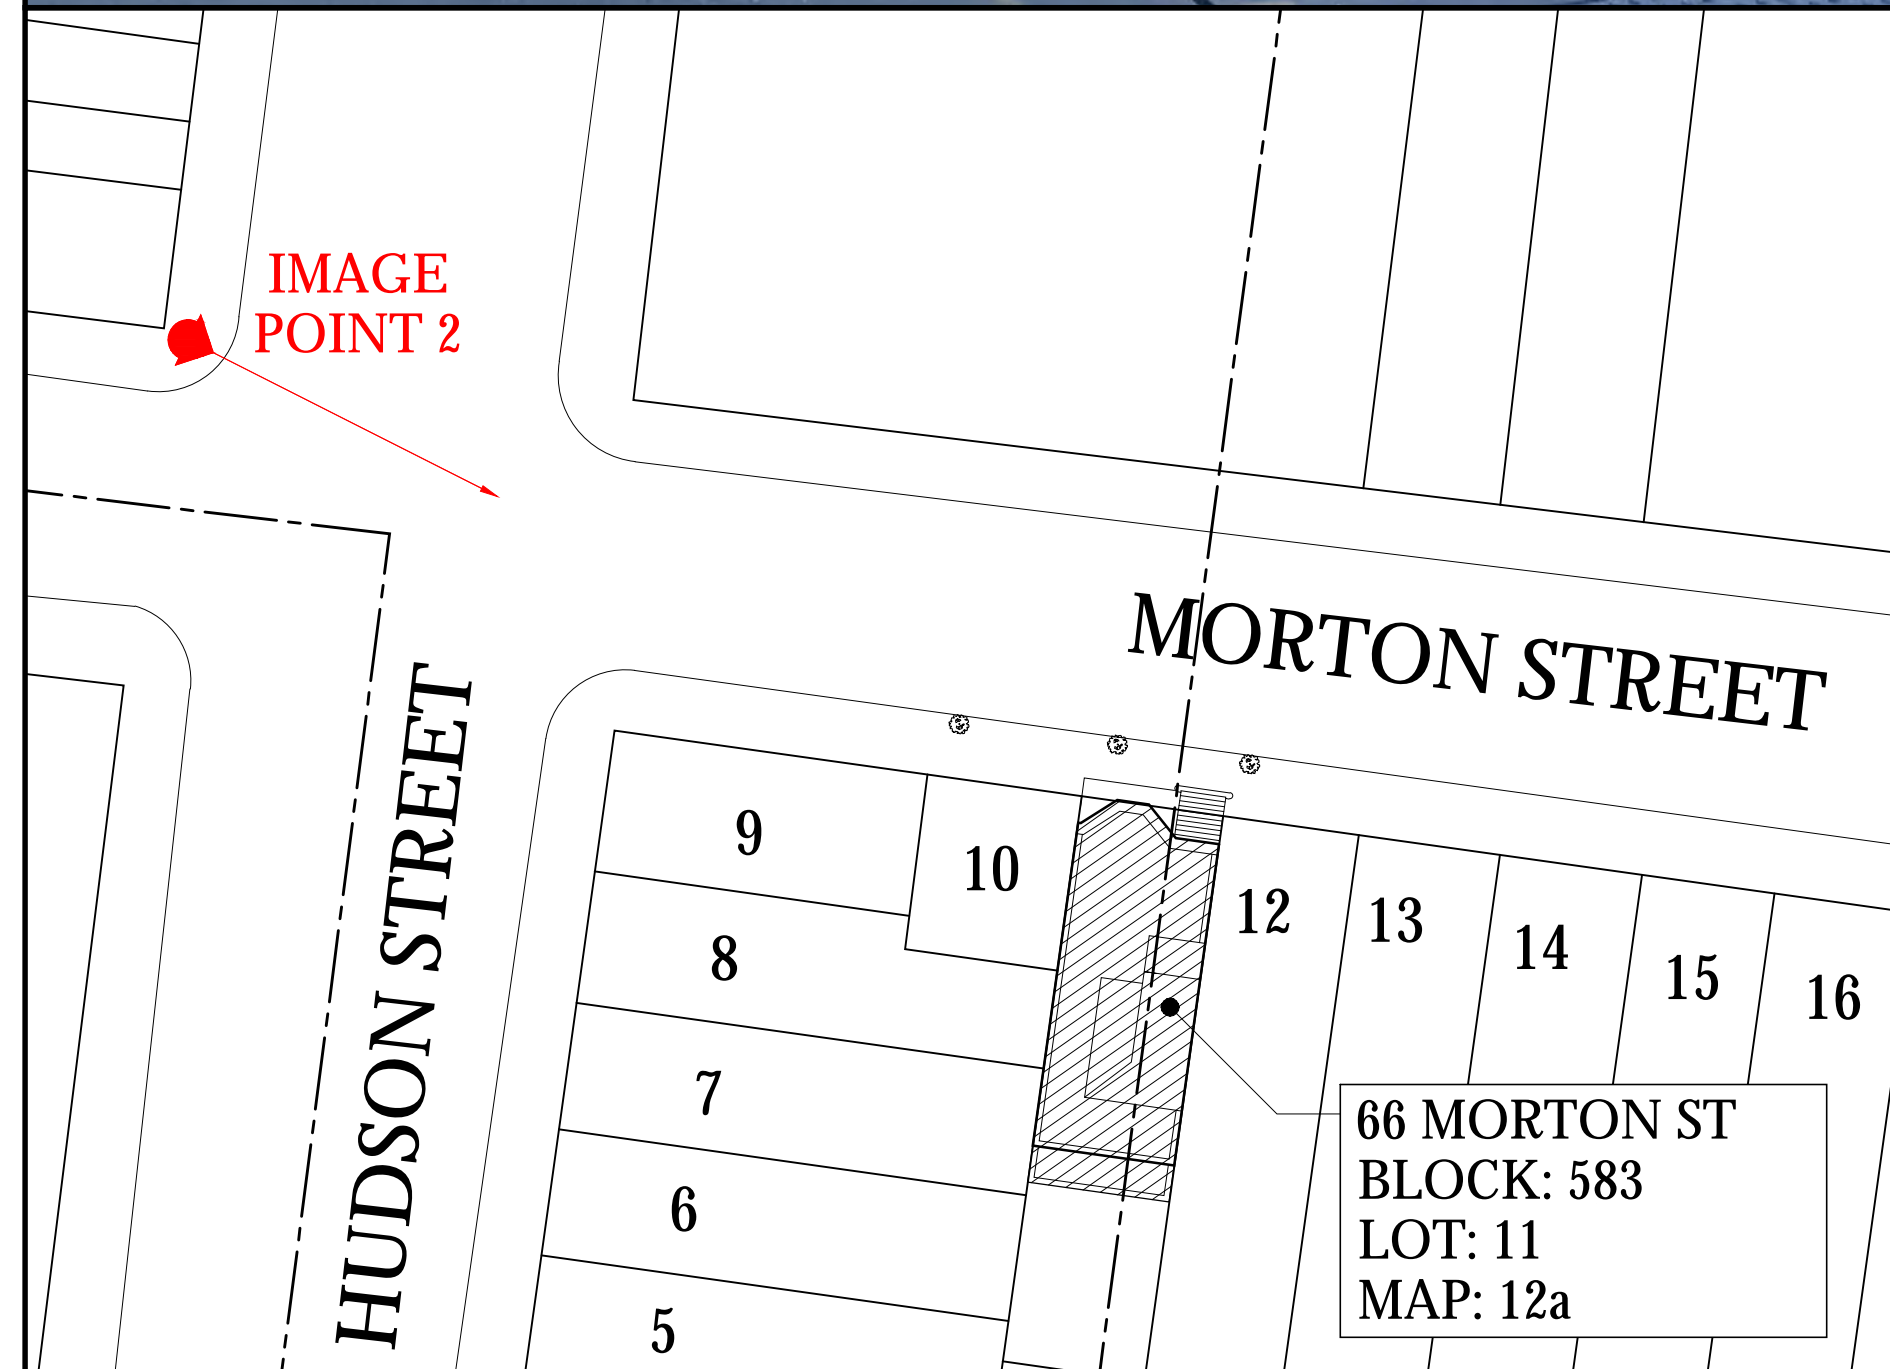 IMAGE
POINT 2
MORTON STREET
HUDSON STREET
9
10
8
7
6
5
12
13
14
15
16
66 MORTON ST
BLOCK: 583
LOT: 11
MAP: 12a